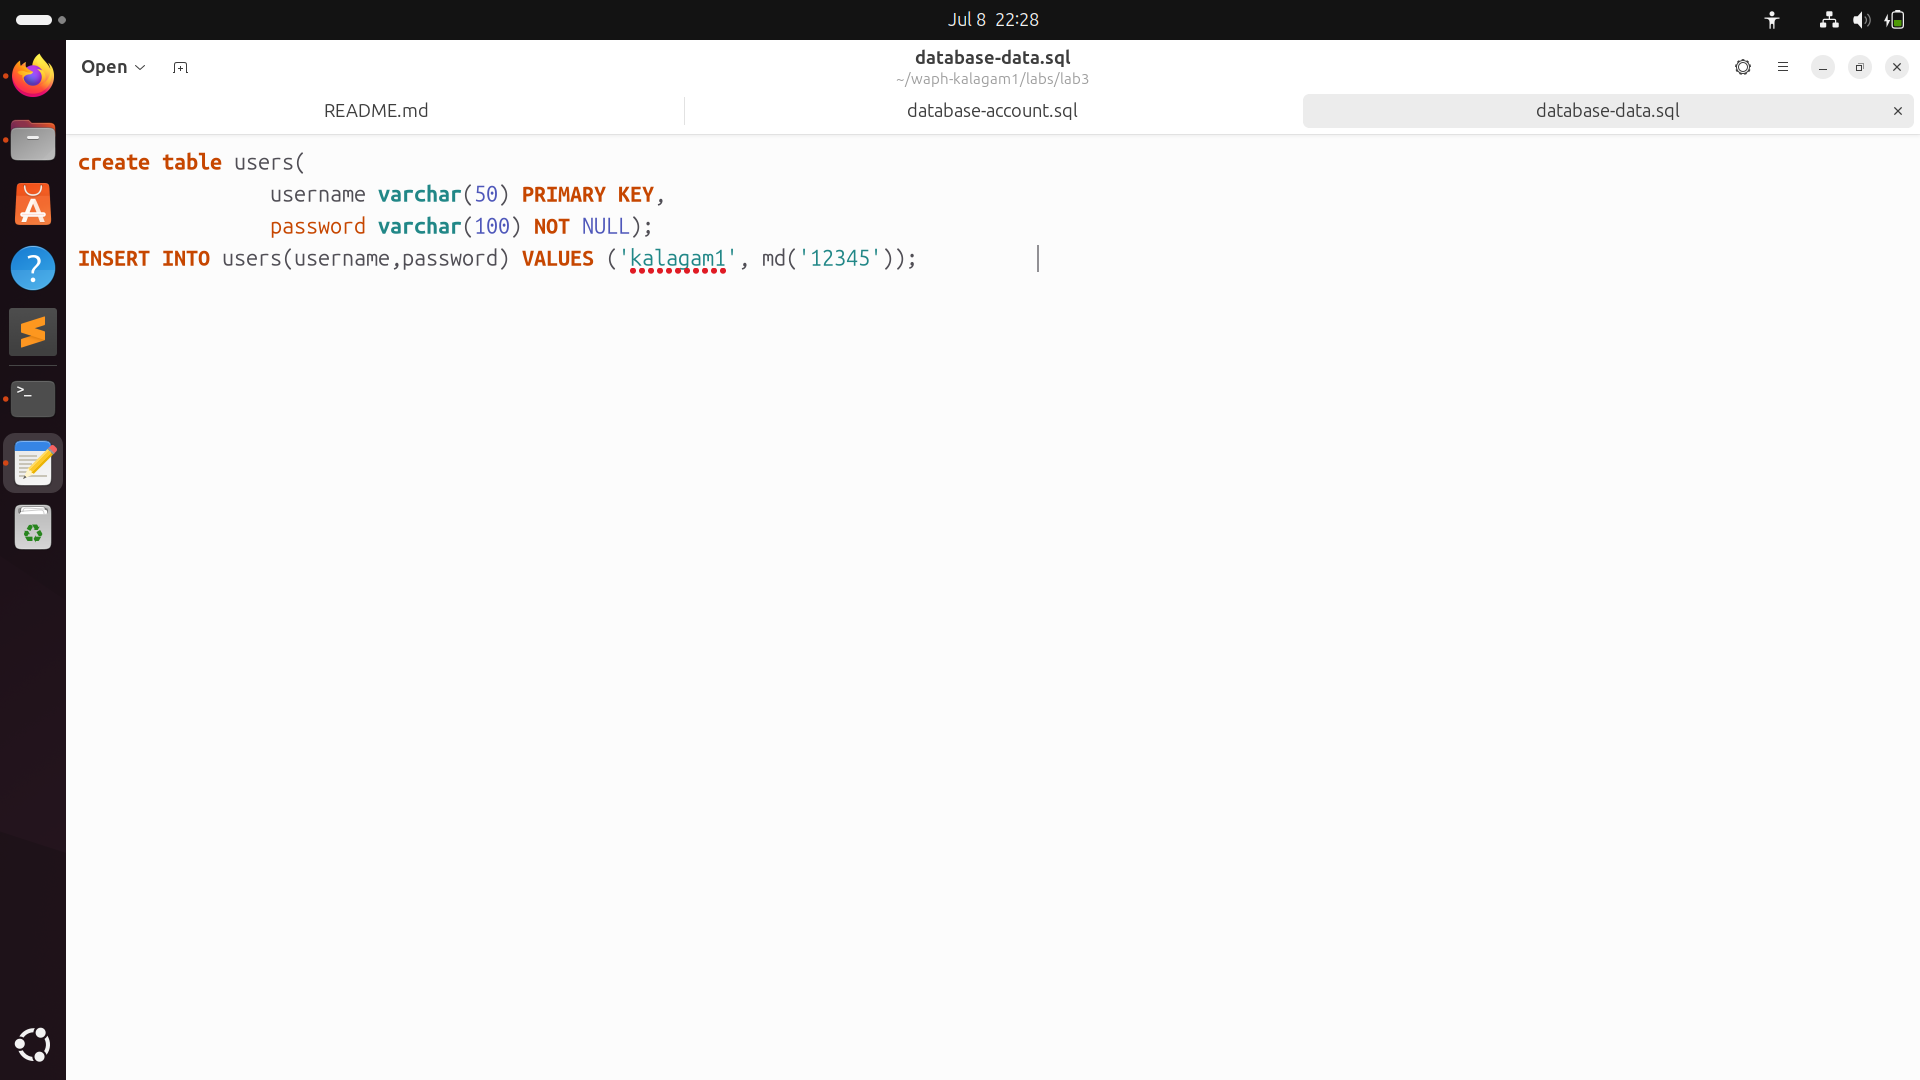 Jul 8 22:28
Open
database-data.sql
~/waph-kalagam1/labs/lab3
README.md
database-account.sql
database-data.sql
create table users(
username varchar(50) PRIMARY KEY,
password varchar(100) NOT NULL);
INSERT INTO users(username,password) VALUES ('kalagam1', md('12345'));